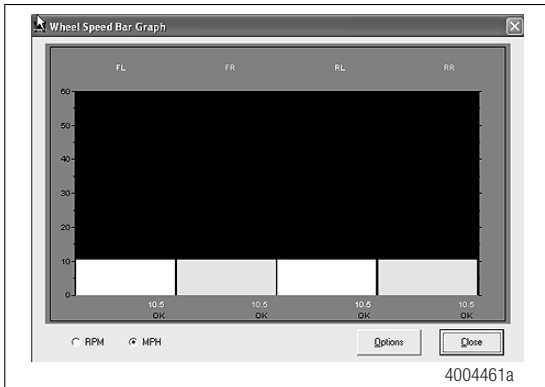 Wheel Speed Bar Graph
FL FR RL RR
60
50
40
30
20
10
0
10.5 10.5 10.5 10.5
OK OK OK OK
RPM MPH Options Close
4004461a